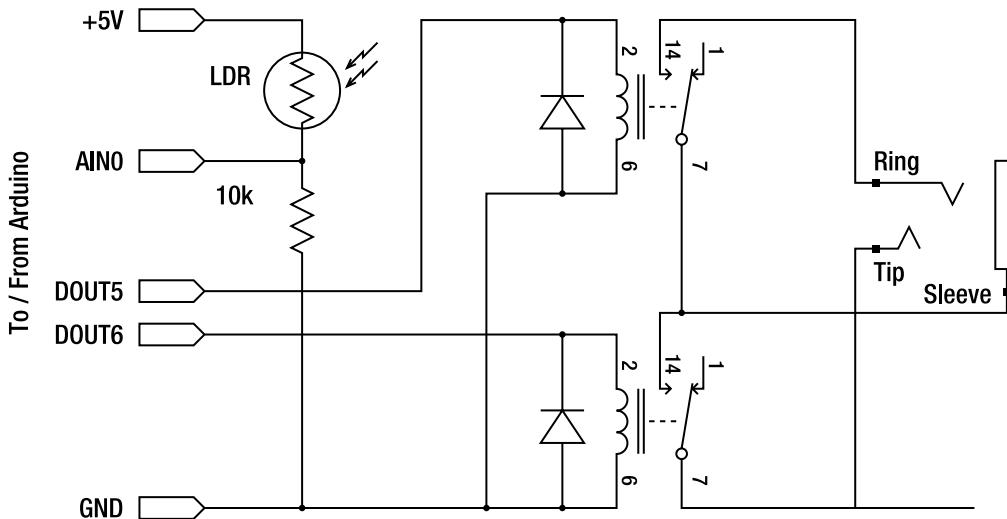 To / From Arduino
+5V
LDR
AIN0
10k
DOUT5
DOUT6
GND
2
6
14
1
7
Ring
Tip
Sleeve
2
6
14
1
7